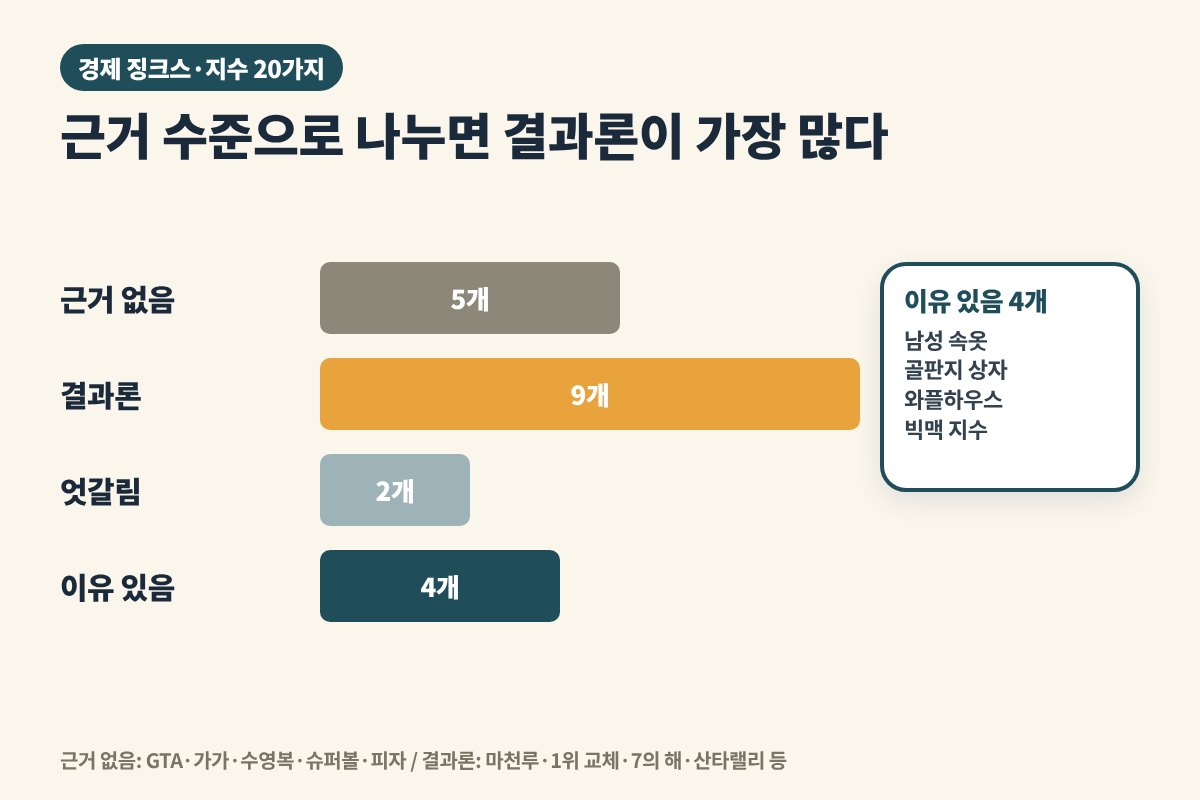 경제 징크스·지수 20가지
근거 수준으로 나누면 결과론이 가장 많다
근거 없음
5개
결과론
9개
엇갈림
2개
이유 있음
4개
이유 있음 4개
남성 속옷
골판지 상자
와플하우스
빅맥 지수
근거 없음: GTA·가가·수영복·슈퍼볼·피자 / 결과론: 마천루·1위 교체·7의 해·산타랠리 등